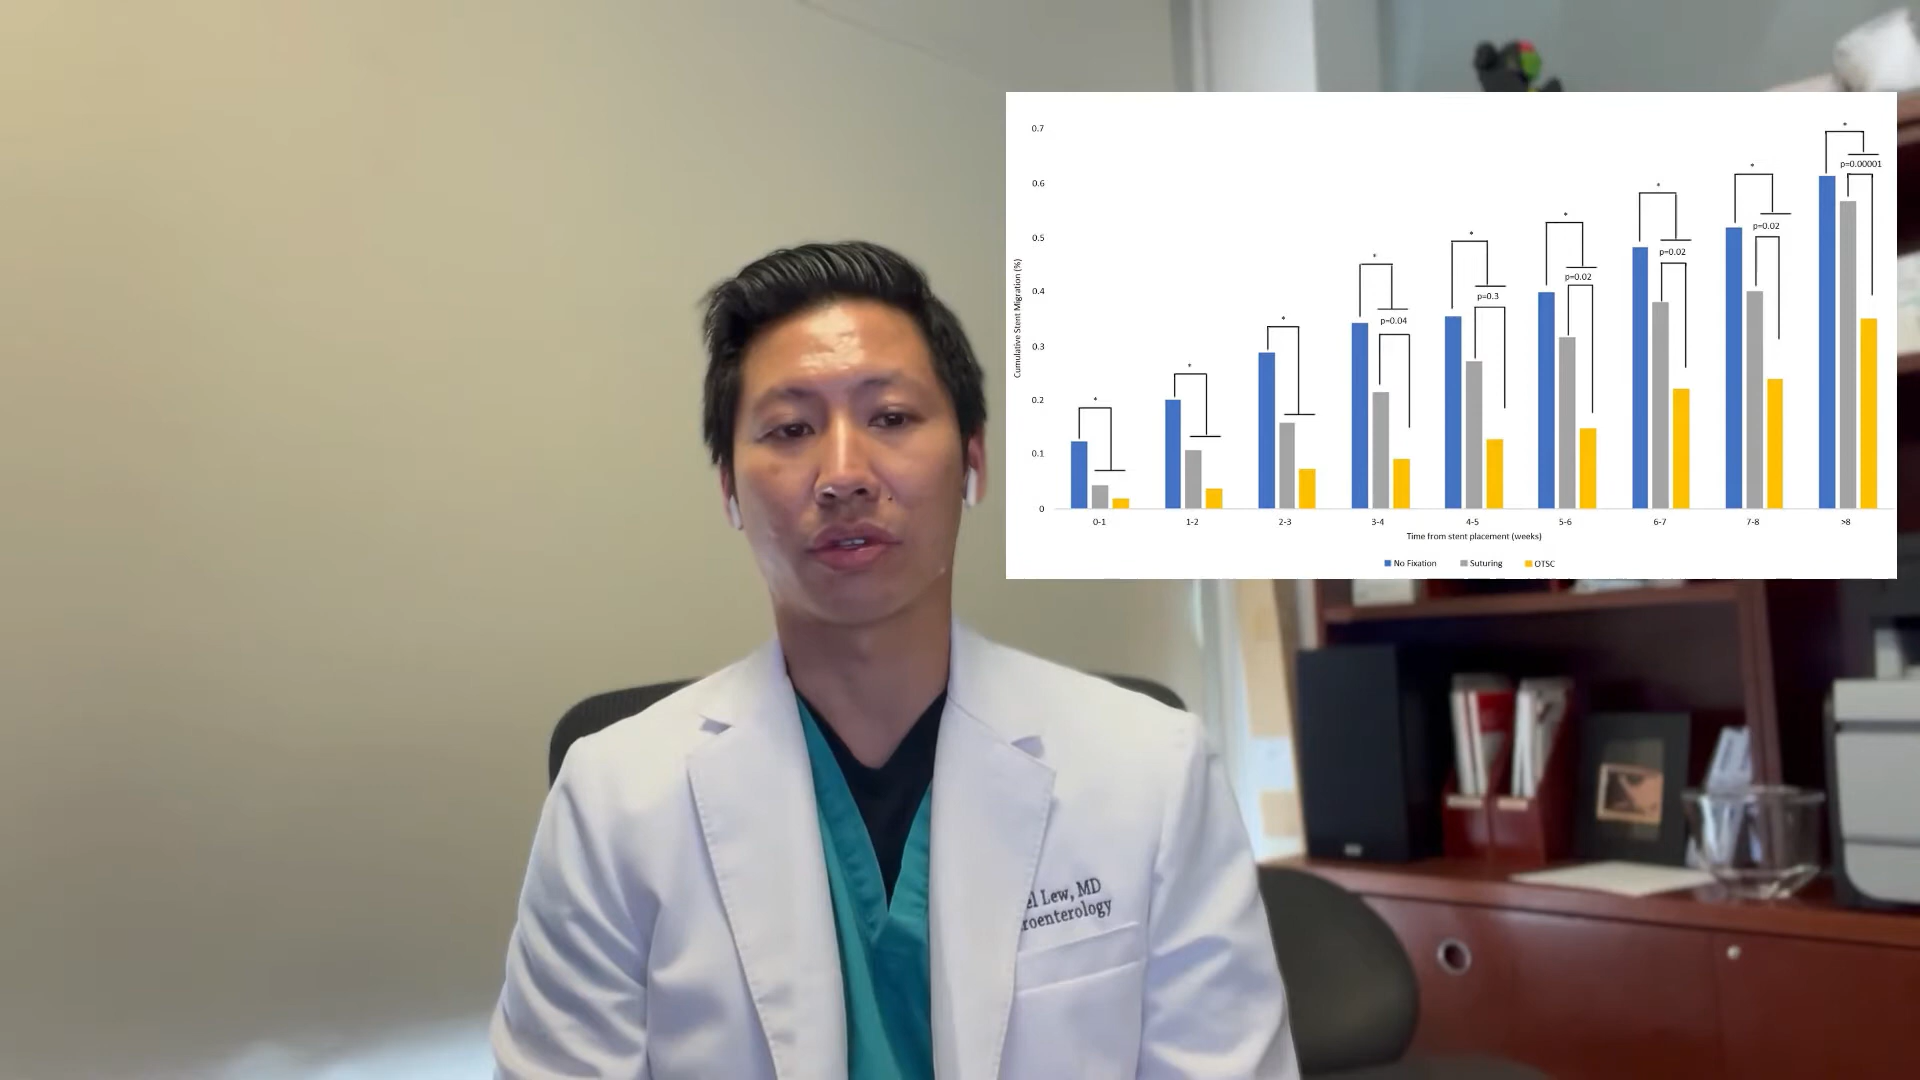 0.7
0.6
0.5
0.4
0.3
0.2
0.1
0
Cumulative Stent Migration (%)
*
*
*
*
p=0.04
*
p=0.3
*
p=0.02
*
p=0.02
*
p=0.02
*
p=0.00001
0-1 1-2 2-3 3-4 4-5 5-6 6-7 7-8 >8
Time from stent placement (weeks)
No Fixation Suturing OTSC
el Lew, MD
roenterology